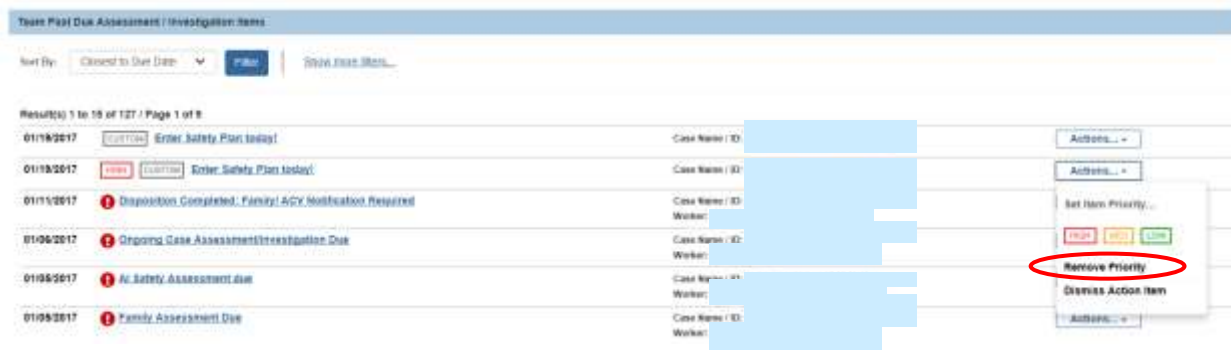 Team Past Due Assessment / Investigation Items
Sort By: Closest to Due Date Filter Show more filters...
Result(s) 1 to 15 of 127 / Page 1 of 9
01/19/2017 CUSTOM Enter Safety Plan today! Case Name / ID: Actions...
01/19/2017 HIGH CUSTOM Enter Safety Plan today! Case Name / ID: Actions...
01/11/2017 Disposition Completed: Family/ ACV Notification Required Case Name / ID:
Worker:
Set Item Priority...
01/06/2017 Ongoing Case Assessment/Investigation Due Case Name / ID:
Worker:
HIGH MED LOW
Remove Priority
01/05/2017 AI Safety Assessment due Case Name / ID:
Worker:
Dismiss Action Item
01/05/2017 Family Assessment Due Case Name / ID: Actions...
Worker: